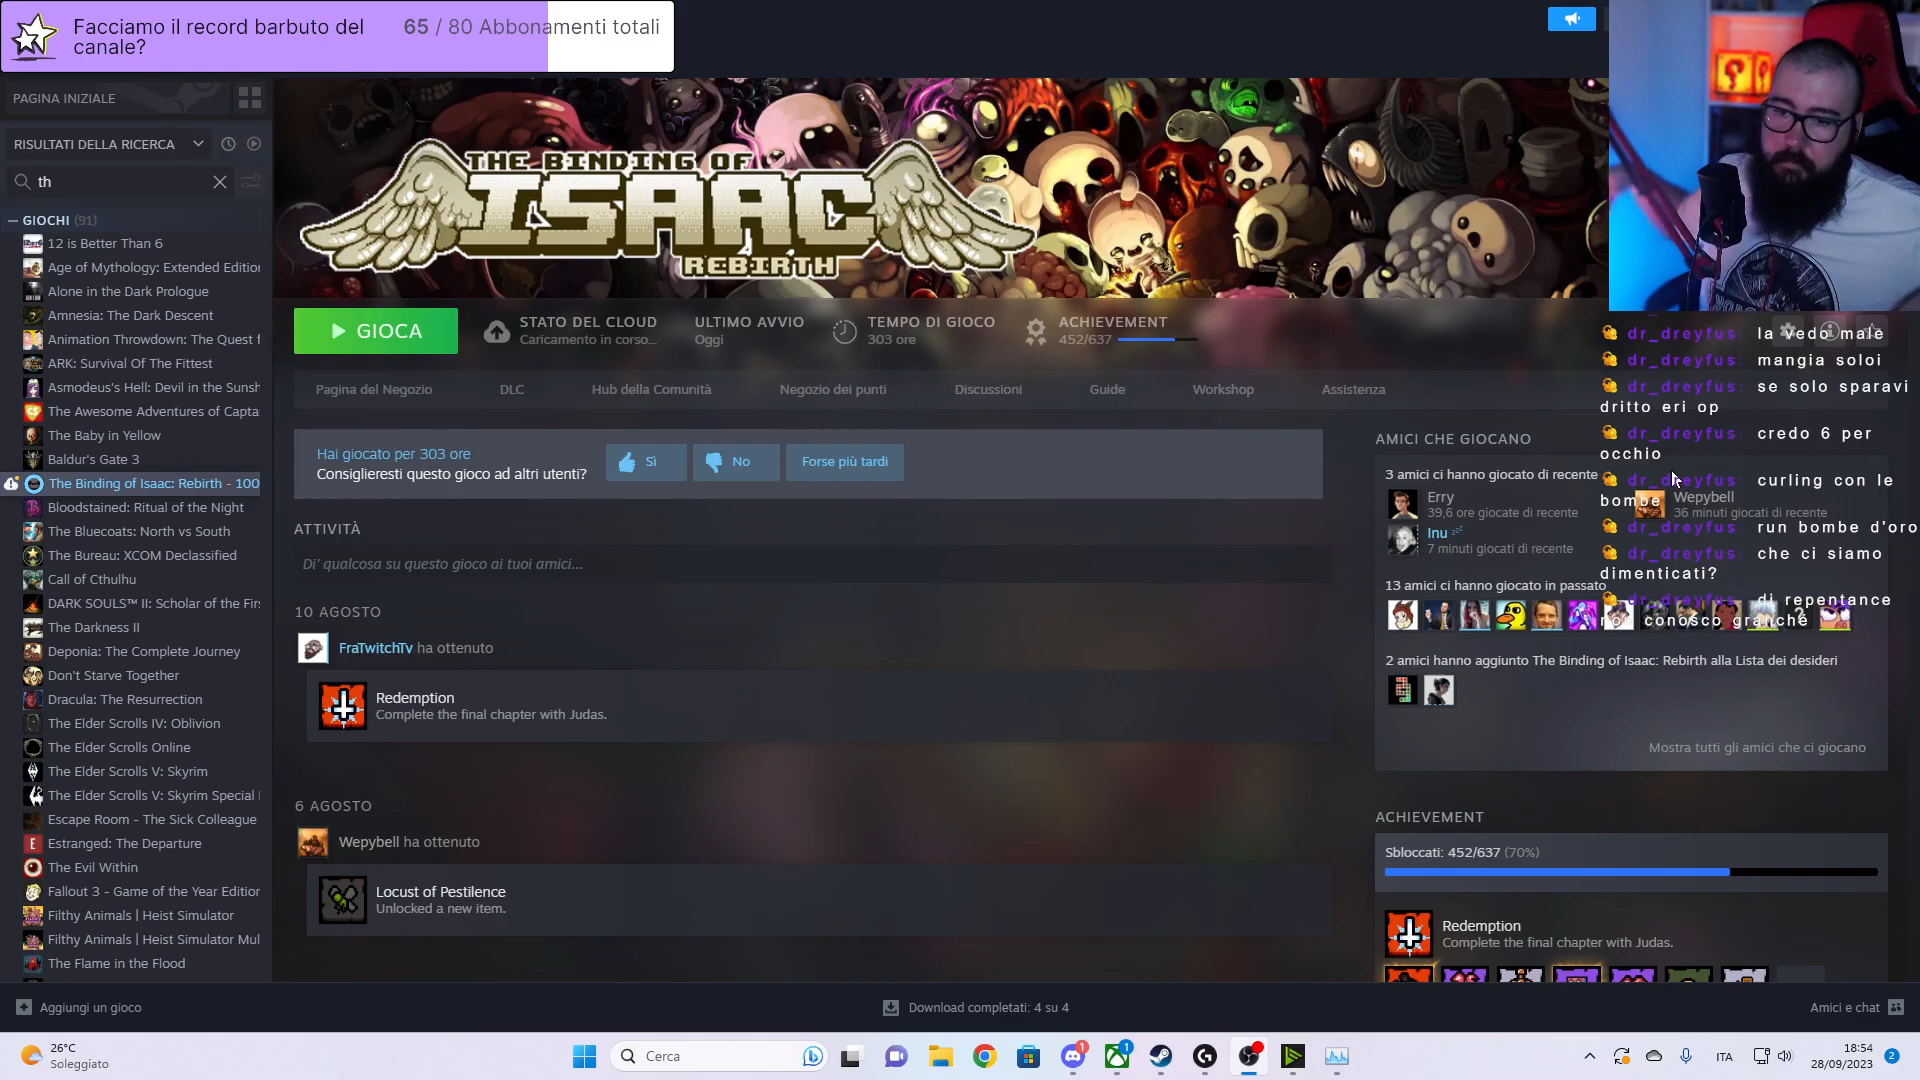 Facciamo il record barbuto del
canale?
65 / 80 Abbonamenti totali
PAGINA INIZIALE
RISULTATI DELLA RICERCA
th
GIOCHI (91)
12 is Better Than 6
Age of Mythology: Extended Edition
Alone in the Dark Prologue
Amnesia: The Dark Descent
Animation Throwdown: The Quest f
ARK: Survival Of The Fittest
Asmodeus's Hell: Devil in the Sunsh
The Awesome Adventures of Capta
The Baby in Yellow
Baldur's Gate 3
The Binding of Isaac: Rebirth - 100
Bloodstained: Ritual of the Night
The Bluecoats: North vs South
The Bureau: XCOM Declassified
Call of Cthulhu
DARK SOULS™ II: Scholar of the Firs
The Darkness II
Deponia: The Complete Journey
Don't Starve Together
Dracula: The Resurrection
The Elder Scrolls IV: Oblivion
The Elder Scrolls Online
The Elder Scrolls V: Skyrim
The Elder Scrolls V: Skyrim Special I
Escape Room - The Sick Colleague
Estranged: The Departure
The Evil Within
Fallout 3 - Game of the Year Edition
Filthy Animals | Heist Simulator
Filthy Animals | Heist Simulator Mul
The Flame in the Flood
Aggiungi un gioco
THE BINDING OF
ISAAC
REBIRTH
GIOCA
STATO DEL CLOUD
Caricamento in corso...
ULTIMO AVVIO
Oggi
TEMPO DI GIOCO
303 ore
ACHIEVEMENT
452/637
Pagina del Negozio
DLC
Hub della Comunità
Negozio dei punti
Discussioni
Guide
Workshop
Assistenza
Hai giocato per 303 ore
Consiglieresti questo gioco ad altri utenti?
Sì
No
Forse più tardi
ATTIVITÀ
Di' qualcosa su questo gioco ai tuoi amici...
10 AGOSTO
FraTwitchTv ha ottenuto
Redemption
Complete the final chapter with Judas.
6 AGOSTO
Wepybell ha ottenuto
Locust of Pestilence
Unlocked a new item.
AMICI CHE GIOCANO
3 amici ci hanno giocato di recente
Erry
39,6 ore giocate di recente
Wepybell
36 minuti giocati di recente
Inu
7 minuti giocati di recente
13 amici ci hanno giocato in passato
2 amici hanno aggiunto The Binding of Isaac: Rebirth alla Lista dei desideri
Mostra tutti gli amici che ci giocano
ACHIEVEMENT
Sbloccati: 452/637 (70%)
Redemption
Complete the final chapter with Judas.
dr_dreyfus: la vedo male
dr_dreyfus: mangia soloi
dr_dreyfus: se solo sparavi
dritto eri op
dr_dreyfus: credo 6 per
occhio
dr_dreyfus: curling con le
bombe
dr_dreyfus: run bombe d'oro
dr_dreyfus: che ci siamo
dimenticati?
dr_dreyfus: di repentance
non conosco granche
Download completati: 4 su 4
Amici e chat
26°C
Soleggiato
Cerca
1
1
ITA
18:54
28/09/2023
2